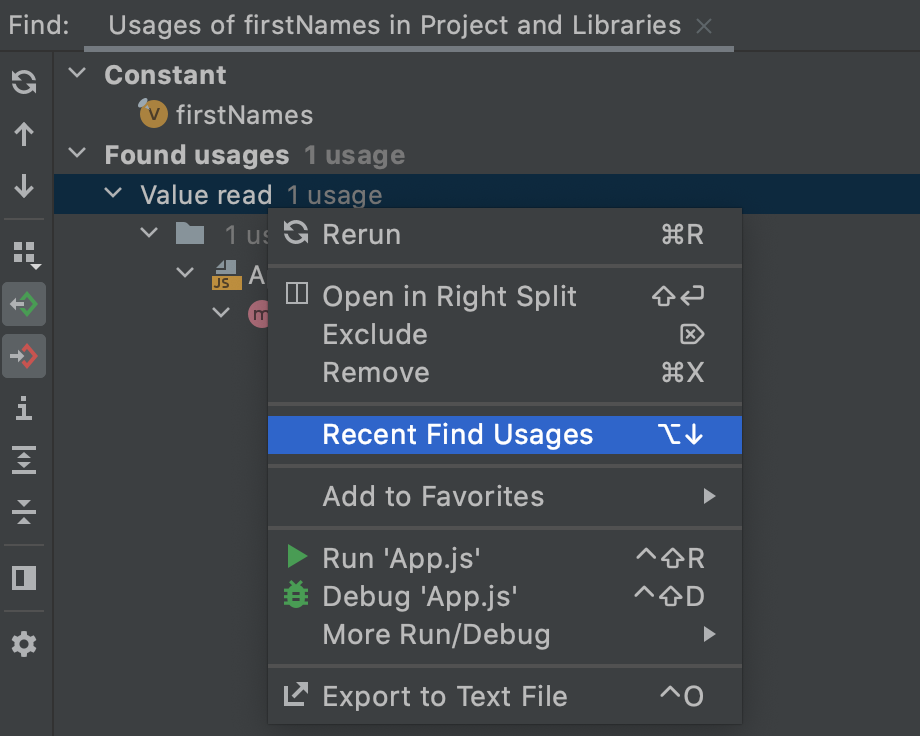 Find: Usages of firstNames in Project and Libraries ×
Constant
V firstNames
Found usages 1 usage
Value read 1 usage
1
JS
m
Rerun ⌘R
Open in Right Split ⇧↩
Exclude ⌦
Remove ⌘X
Recent Find Usages ⌥↓
Add to Favorites
Run 'App.js' ^⇧R
Debug 'App.js' ^⇧D
More Run/Debug
Export to Text File ^O